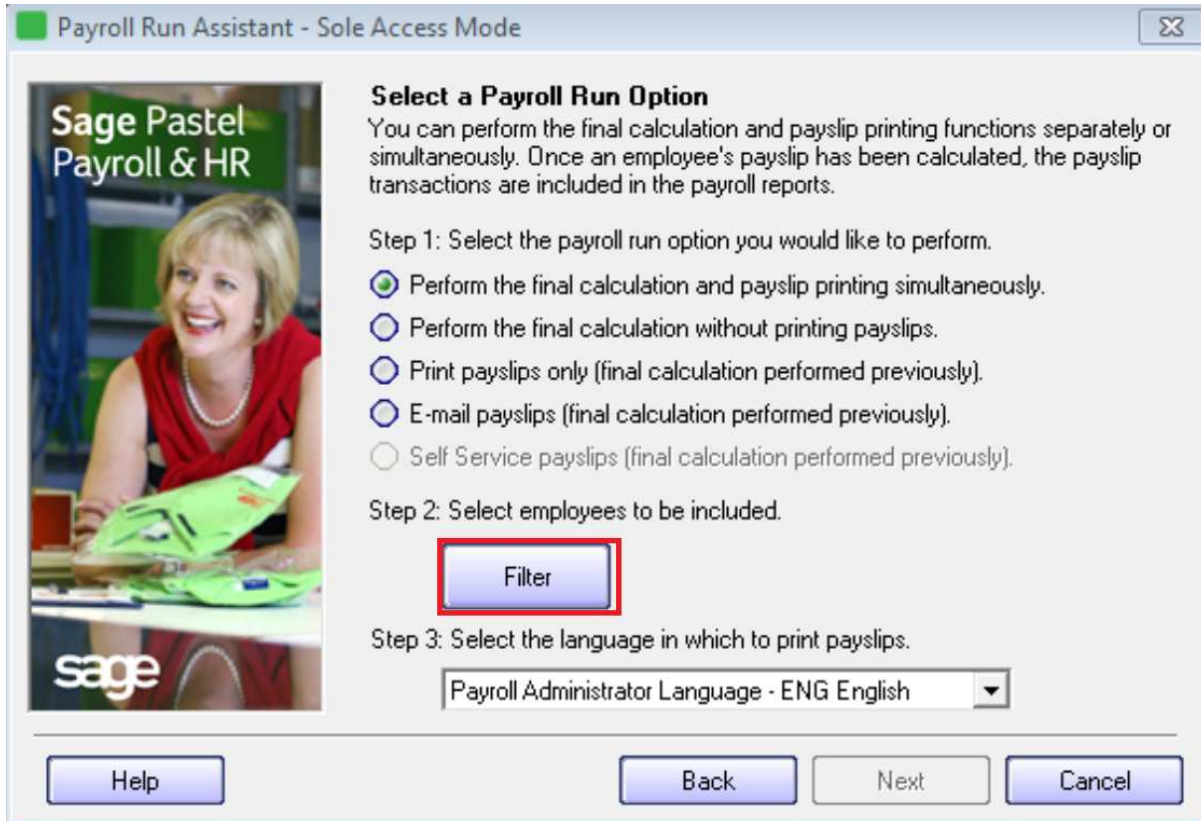 Payroll Run Assistant - Sole Access Mode
Sage Pastel
Payroll & HR
sage
Select a Payroll Run Option
You can perform the final calculation and payslip printing functions separately or
simultaneously. Once an employee's payslip has been calculated, the payslip
transactions are included in the payroll reports.
Step 1: Select the payroll run option you would like to perform.
Perform the final calculation and payslip printing simultaneously.
Perform the final calculation without printing payslips.
Print payslips only (final calculation performed previously).
E-mail payslips (final calculation performed previously).
Self Service payslips (final calculation performed previously).
Step 2: Select employees to be included.
Filter
Step 3: Select the language in which to print payslips.
Payroll Administrator Language - ENG English
Help Back Next Cancel